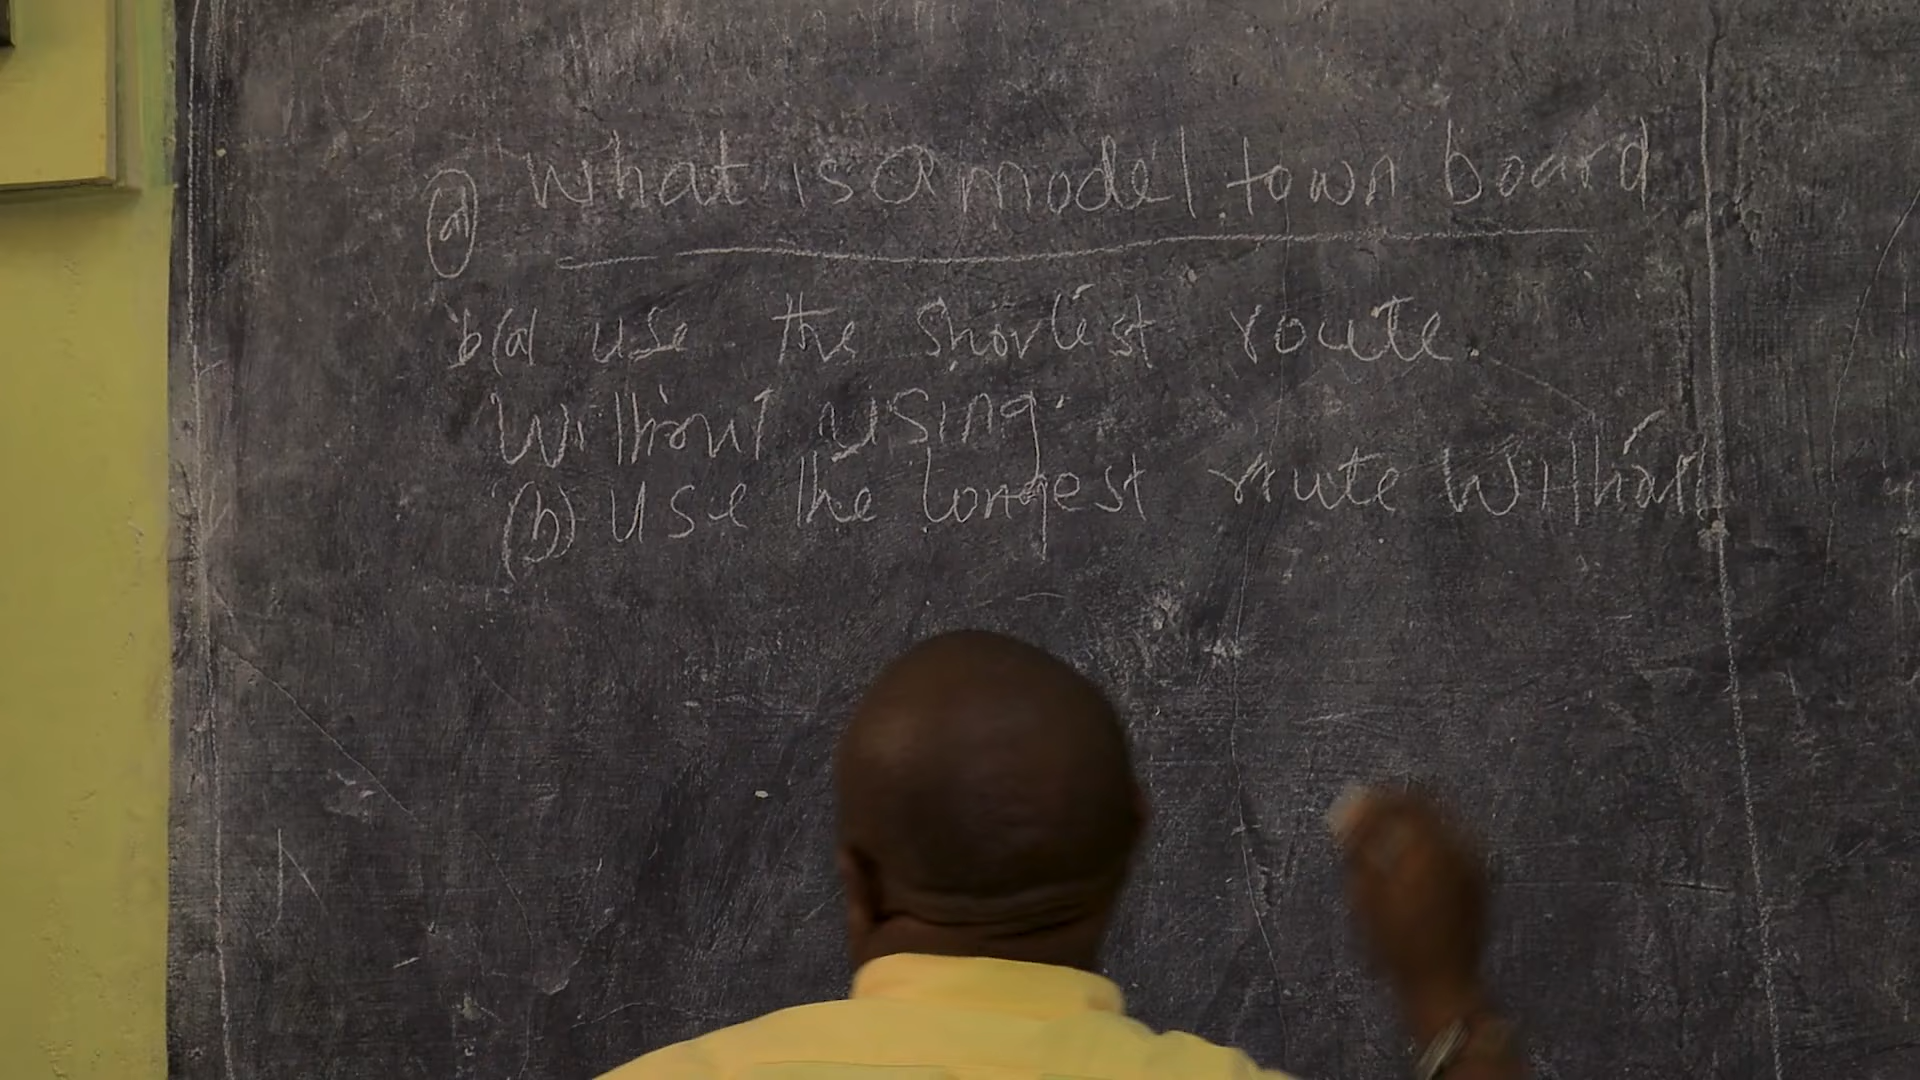 (a) What is a model town board
b(a) use the shortest route.
Without using.
(b) Use the longest route without